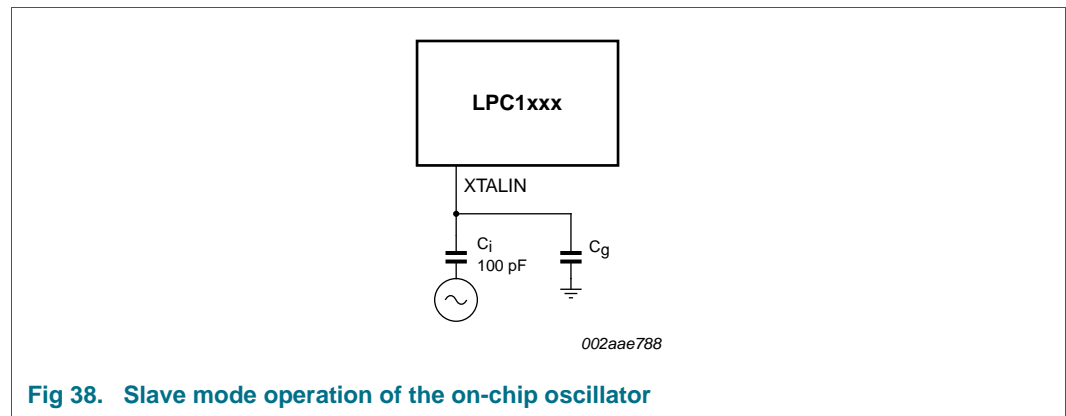 LPC1xxx
XTALIN
Ci
100 pF
Cg
002aae788
Fig 38. Slave mode operation of the on-chip oscillator